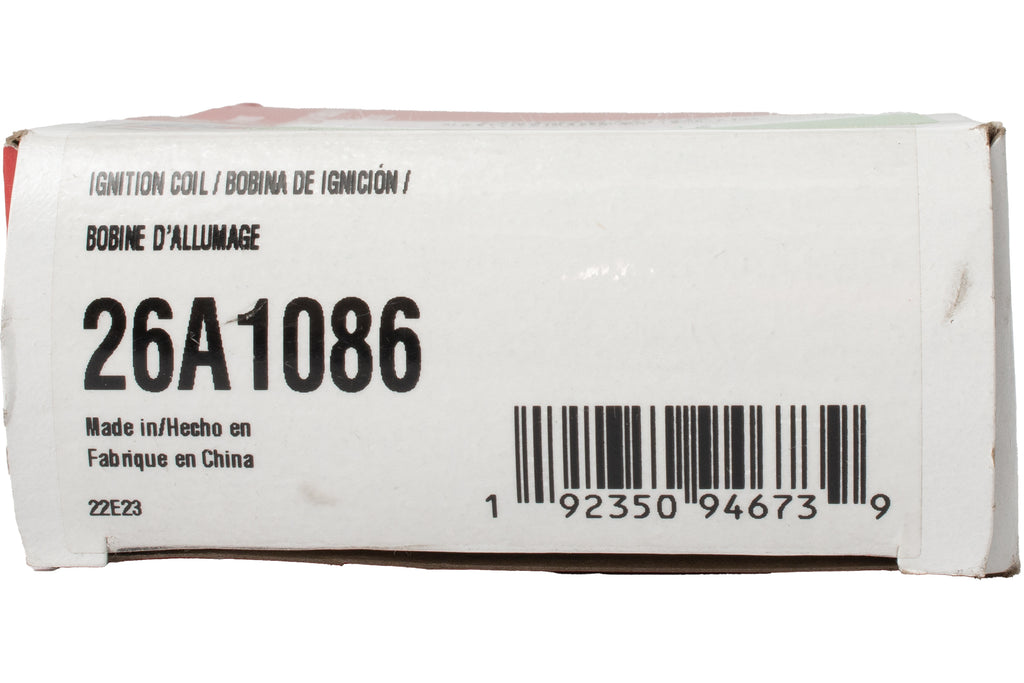 IGNITION COIL / BOBINA DE IGNICIÓN /
BOBINE D'ALLUMAGE
26A1086
Made in/Hecho en
Fabrique en China
22E23
1 92350 94673 9